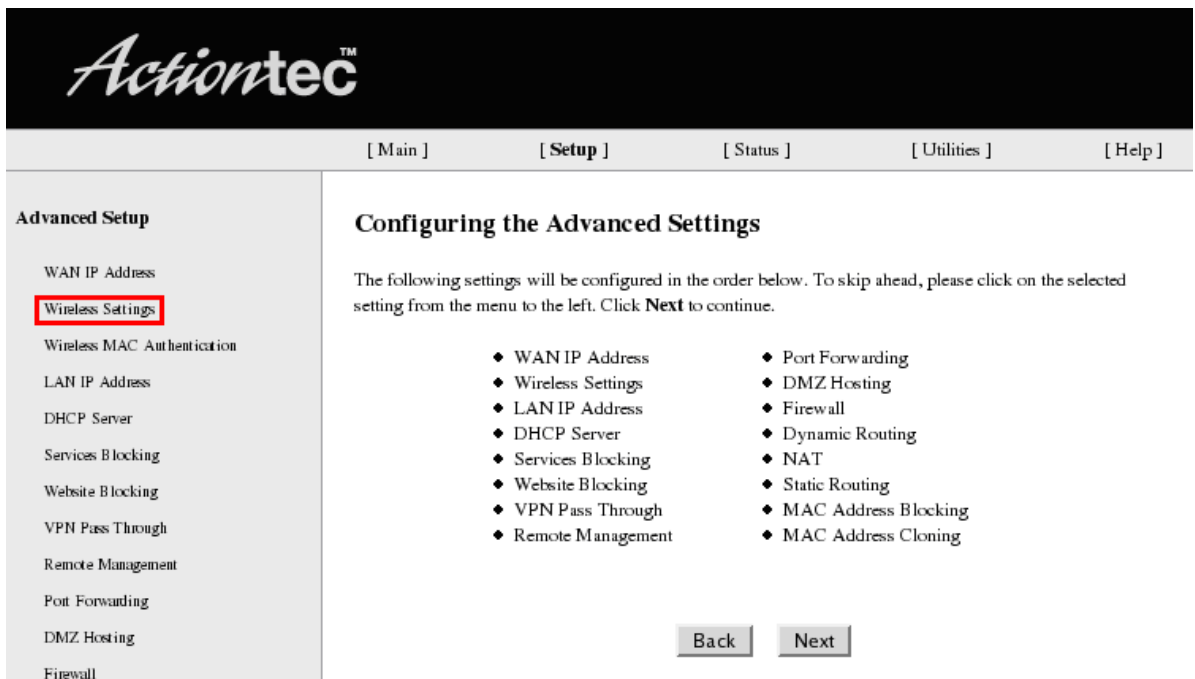 Actiontec™
[ Main ] [ Setup ] [ Status ] [ Utilities ] [ Help ]
Advanced Setup
WAN IP Address
Wireless Settings
Wireless MAC Authentication
LAN IP Address
DHCP Server
Services Blocking
Website Blocking
VPN Pass Through
Remote Management
Port Forwarding
DMZ Hosting
Firewall
Configuring the Advanced Settings
The following settings will be configured in the order below. To skip ahead, please click on the selected
setting from the menu to the left. Click Next to continue.
WAN IP Address
Wireless Settings
LAN IP Address
DHCP Server
Services Blocking
Website Blocking
VPN Pass Through
Remote Management
Port Forwarding
DMZ Hosting
Firewall
Dynamic Routing
NAT
Static Routing
MAC Address Blocking
MAC Address Cloning
Back Next